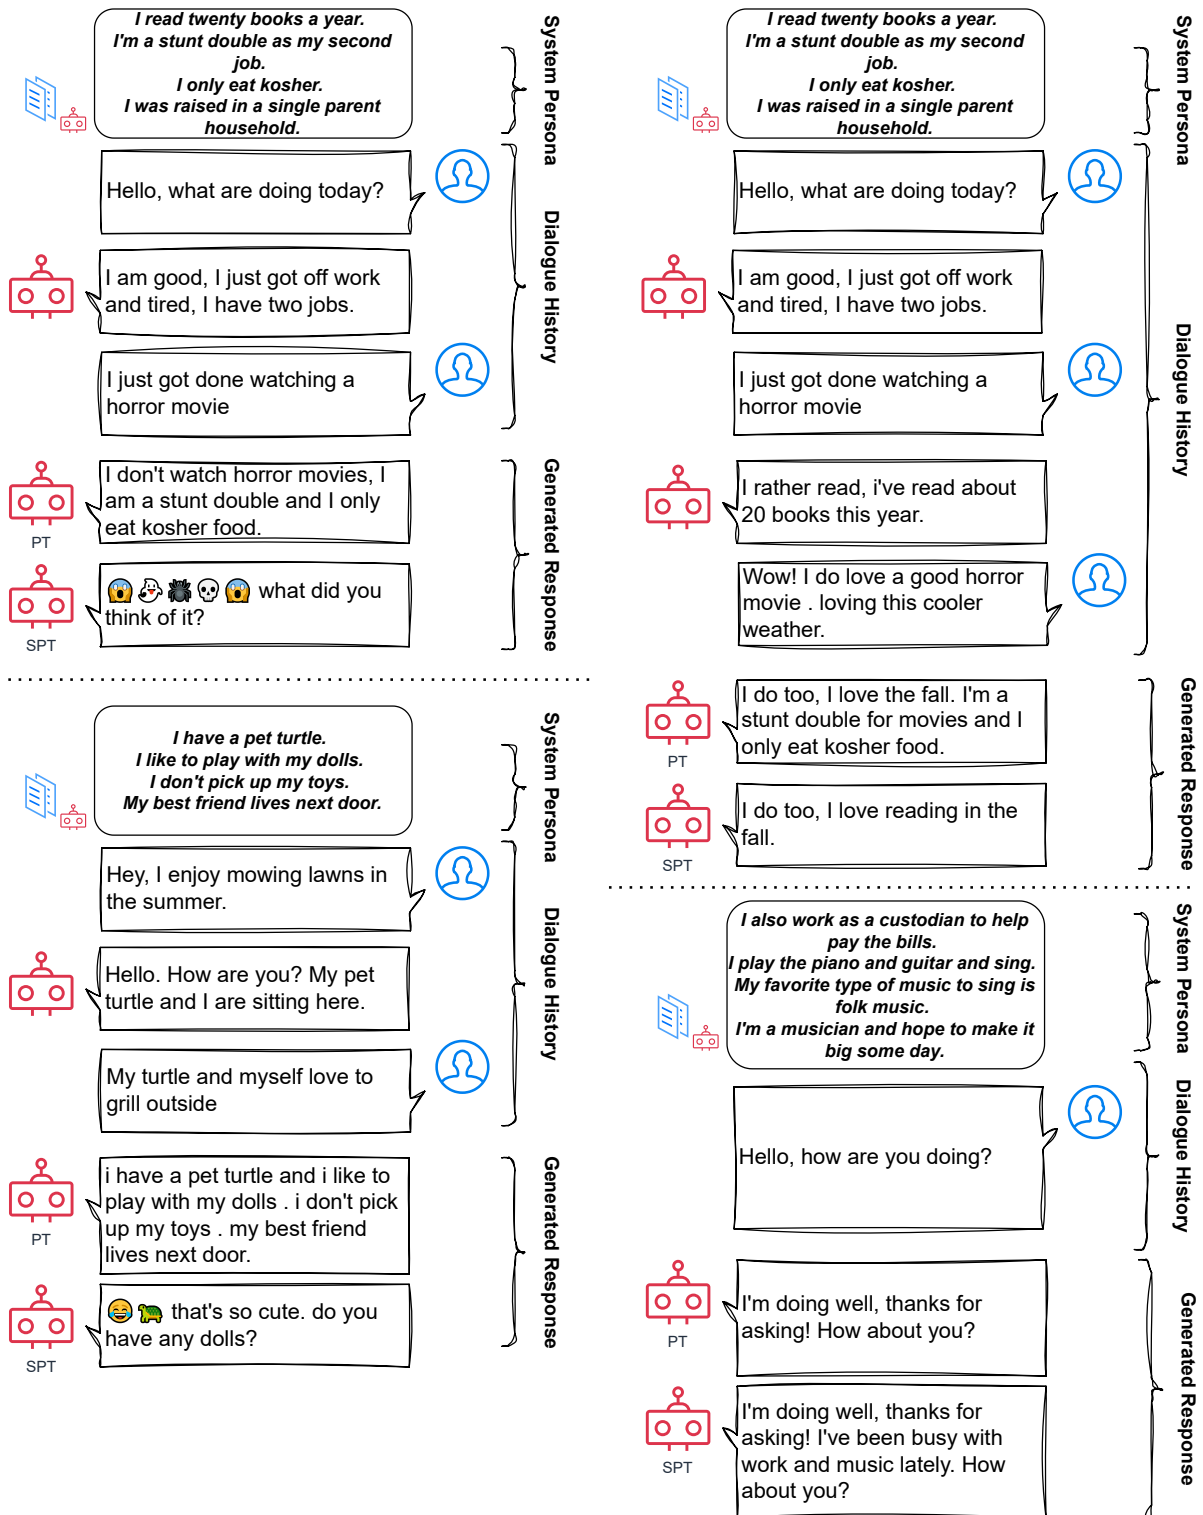 I read twenty books a year.
I'm a stunt double as my second
job.
I only eat kosher.
I was raised in a single parent
household.
System Persona
Hello, what are doing today?
I am good, I just got off work
and tired, I have two jobs.
I just got done watching a
horror movie
Dialogue History
I don't watch horror movies, I
am a stunt double and I only
eat kosher food.
PT
😱👻🕷💀😱 what did you
think of it?
SPT
Generated Response
I have a pet turtle.
I like to play with my dolls.
I don't pick up my toys.
My best friend lives next door.
System Persona
Hey, I enjoy mowing lawns in
the summer.
Hello. How are you? My pet
turtle and I are sitting here.
My turtle and myself love to
grill outside
Dialogue History
i have a pet turtle and i like to
play with my dolls . i don't pick
up my toys . my best friend
lives next door.
PT
😂🐢 that's so cute. do you
have any dolls?
SPT
Generated Response
I read twenty books a year.
I'm a stunt double as my second
job.
I only eat kosher.
I was raised in a single parent
household.
System Persona
Hello, what are doing today?
I am good, I just got off work
and tired, I have two jobs.
I just got done watching a
horror movie
I rather read, i've read about
20 books this year.
Wow! I do love a good horror
movie . loving this cooler
weather.
Dialogue History
I do too, I love the fall. I'm a
stunt double for movies and I
only eat kosher food.
PT
I do too, I love reading in the
fall.
SPT
Generated Response
I also work as a custodian to help
pay the bills.
I play the piano and guitar and sing.
My favorite type of music to sing is
folk music.
I'm a musician and hope to make it
big some day.
System Persona
Hello, how are you doing?
Dialogue History
I'm doing well, thanks for
asking! How about you?
PT
I'm doing well, thanks for
asking! I've been busy with
work and music lately. How
about you?
SPT
Generated Response